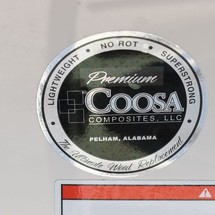 LIGHTWEIGHT • NO ROT • SUPERSTRONG
Premium
COOSA
COMPOSITES, LLC
PELHAM, ALABAMA
The Ultimate Wood Replacement